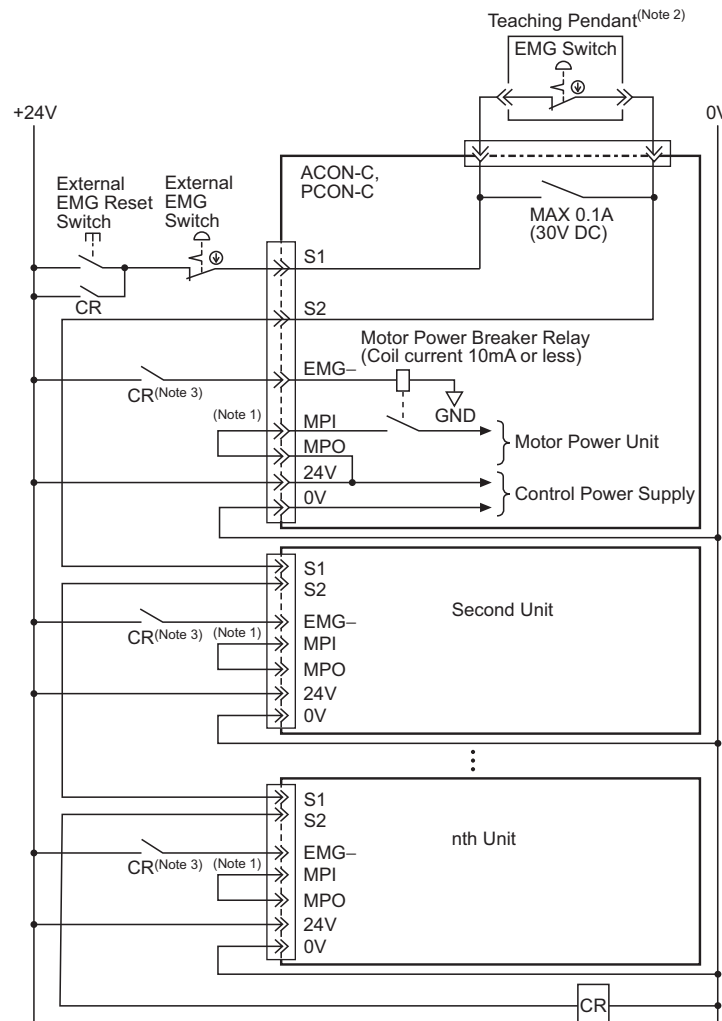 Teaching Pendant(Note 2)
EMG Switch
+24V
0V
ACON-C,
PCON-C
External
EMG Reset
Switch
External
EMG
Switch
MAX 0.1A
(30V DC)
S1
CR
S2
Motor Power Breaker Relay
(Coil current 10mA or less)
EMG–
CR(Note 3)
GND
(Note 1)
MPI
MPO
Motor Power Unit
24V
0V
Control Power Supply
S1
S2
Second Unit
EMG–
CR(Note 3)
(Note 1)
MPI
MPO
24V
0V
S1
S2
nth Unit
EMG–
CR(Note 3)
(Note 1)
MPI
MPO
24V
0V
CR